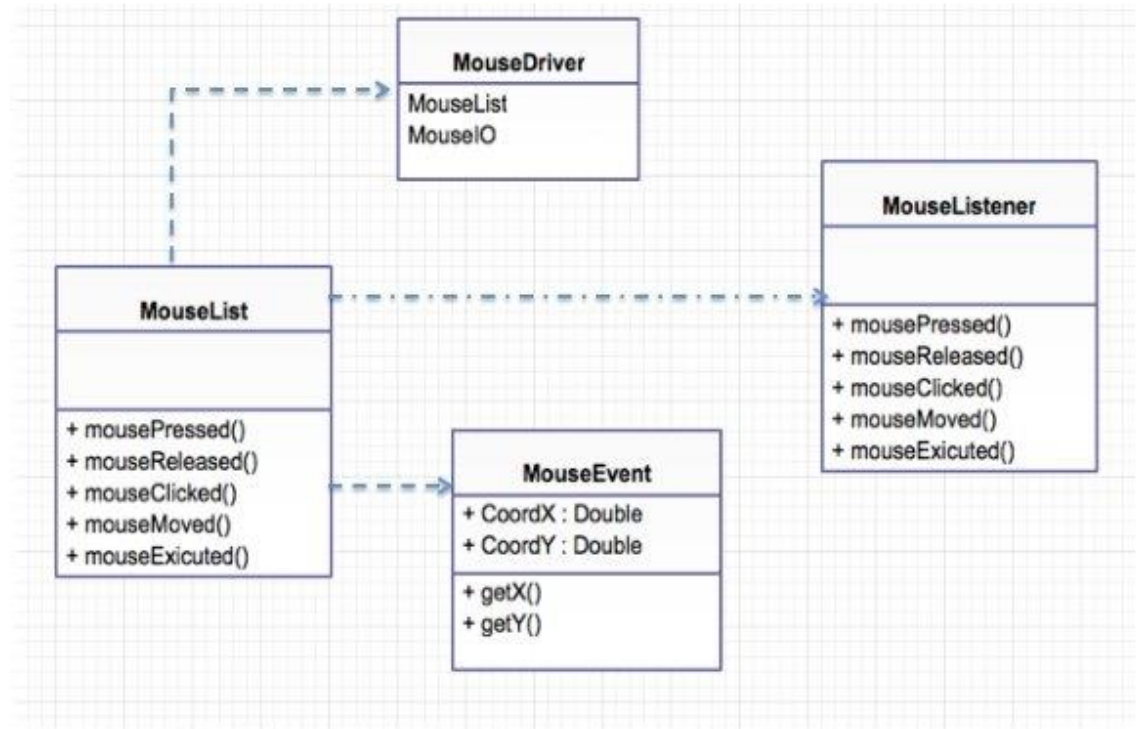 MouseDriver
MouseList
MouseIO
MouseListener
+ mousePressed()
+ mouseReleased()
+ mouseClicked()
+ mouseMoved()
+ mouseExicuted()
MouseList
+ mousePressed()
+ mouseReleased()
+ mouseClicked()
+ mouseMoved()
+ mouseExicuted()
MouseEvent
+ CoordX : Double
+ CoordY : Double
+ getX()
+ getY()